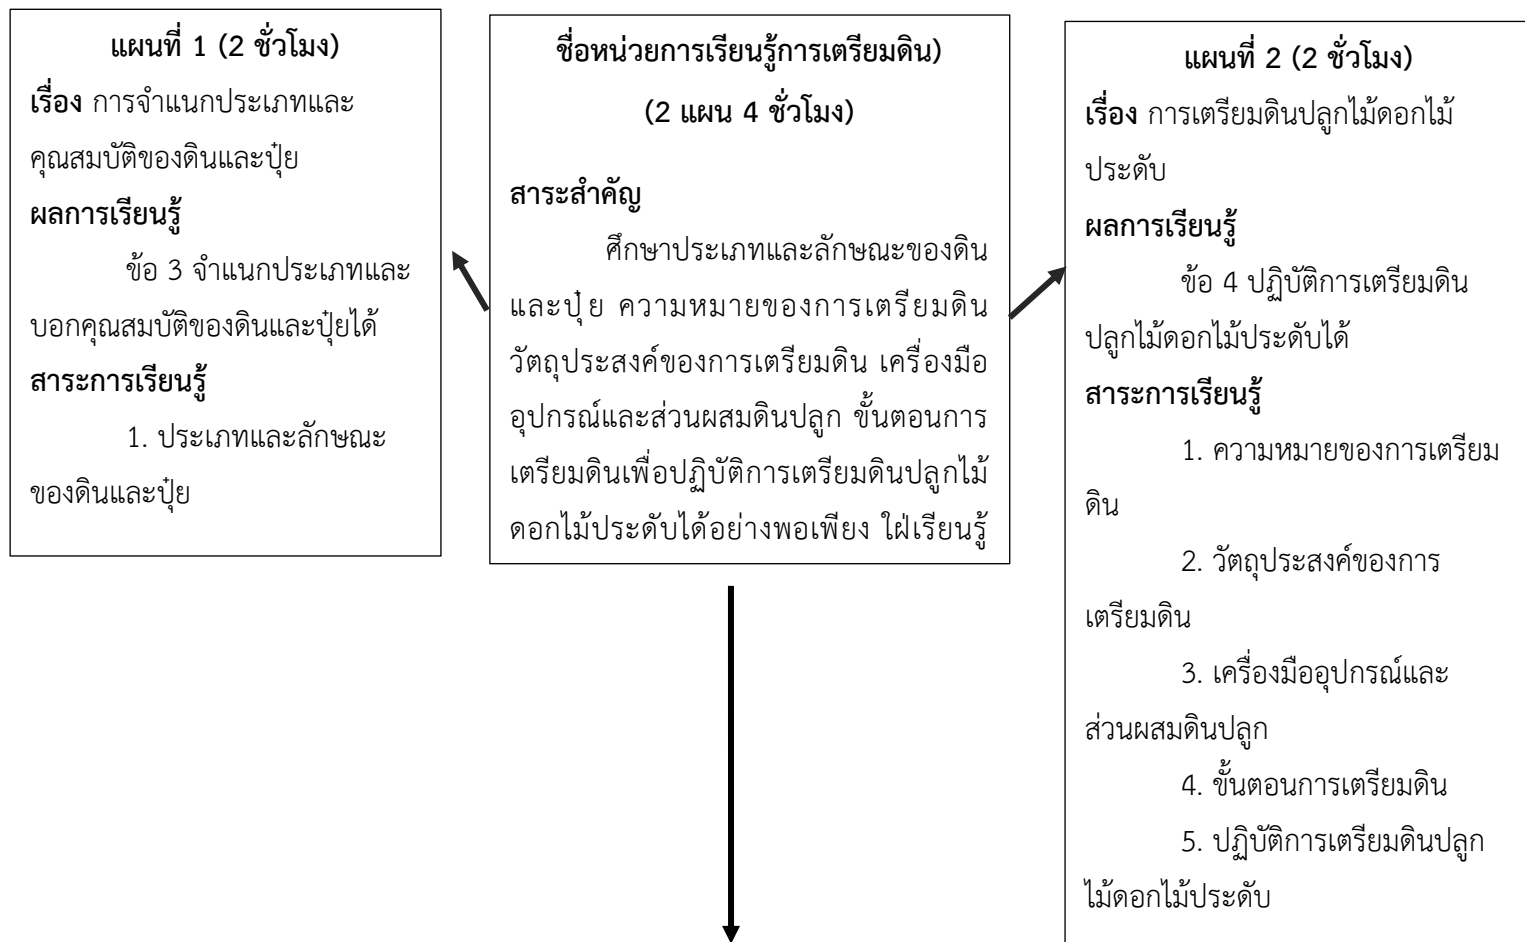 แผนที่ 1 (2 ชั่วโมง)
เรื่อง การจำแนกประเภทและ
คุณสมบัติของดินและปุ๋ย
ผลการเรียนรู้
ข้อ 3 จำแนกประเภทและ
บอกคุณสมบัติของดินและปุ๋ยได้
สาระการเรียนรู้
1. ประเภทและลักษณะ
ของดินและปุ๋ย
ชื่อหน่วยการเรียนรู้การเตรียมดิน)
(2 แผน 4 ชั่วโมง)
สาระสำคัญ
ศึกษาประเภทและลักษณะของดิน
และปุ๋ย ความหมายของการเตรียมดิน
วัตถุประสงค์ของการเตรียมดิน เครื่องมือ
อุปกรณ์และส่วนผสมดินปลูก ขั้นตอนการ
เตรียมดินเพื่อปฏิบัติการเตรียมดินปลูกไม้
ดอกไม้ประดับได้อย่างพอเพียง ใฝ่เรียนรู้
แผนที่ 2 (2 ชั่วโมง)
เรื่อง การเตรียมดินปลูกไม้ดอกไม้
ประดับ
ผลการเรียนรู้
ข้อ 4 ปฏิบัติการเตรียมดิน
ปลูกไม้ดอกไม้ประดับได้
สาระการเรียนรู้
1. ความหมายของการเตรียม
ดิน
2. วัตถุประสงค์ของการ
เตรียมดิน
3. เครื่องมืออุปกรณ์และ
ส่วนผสมดินปลูก
4. ขั้นตอนการเตรียมดิน
5. ปฏิบัติการเตรียมดินปลูก
ไม้ดอกไม้ประดับ